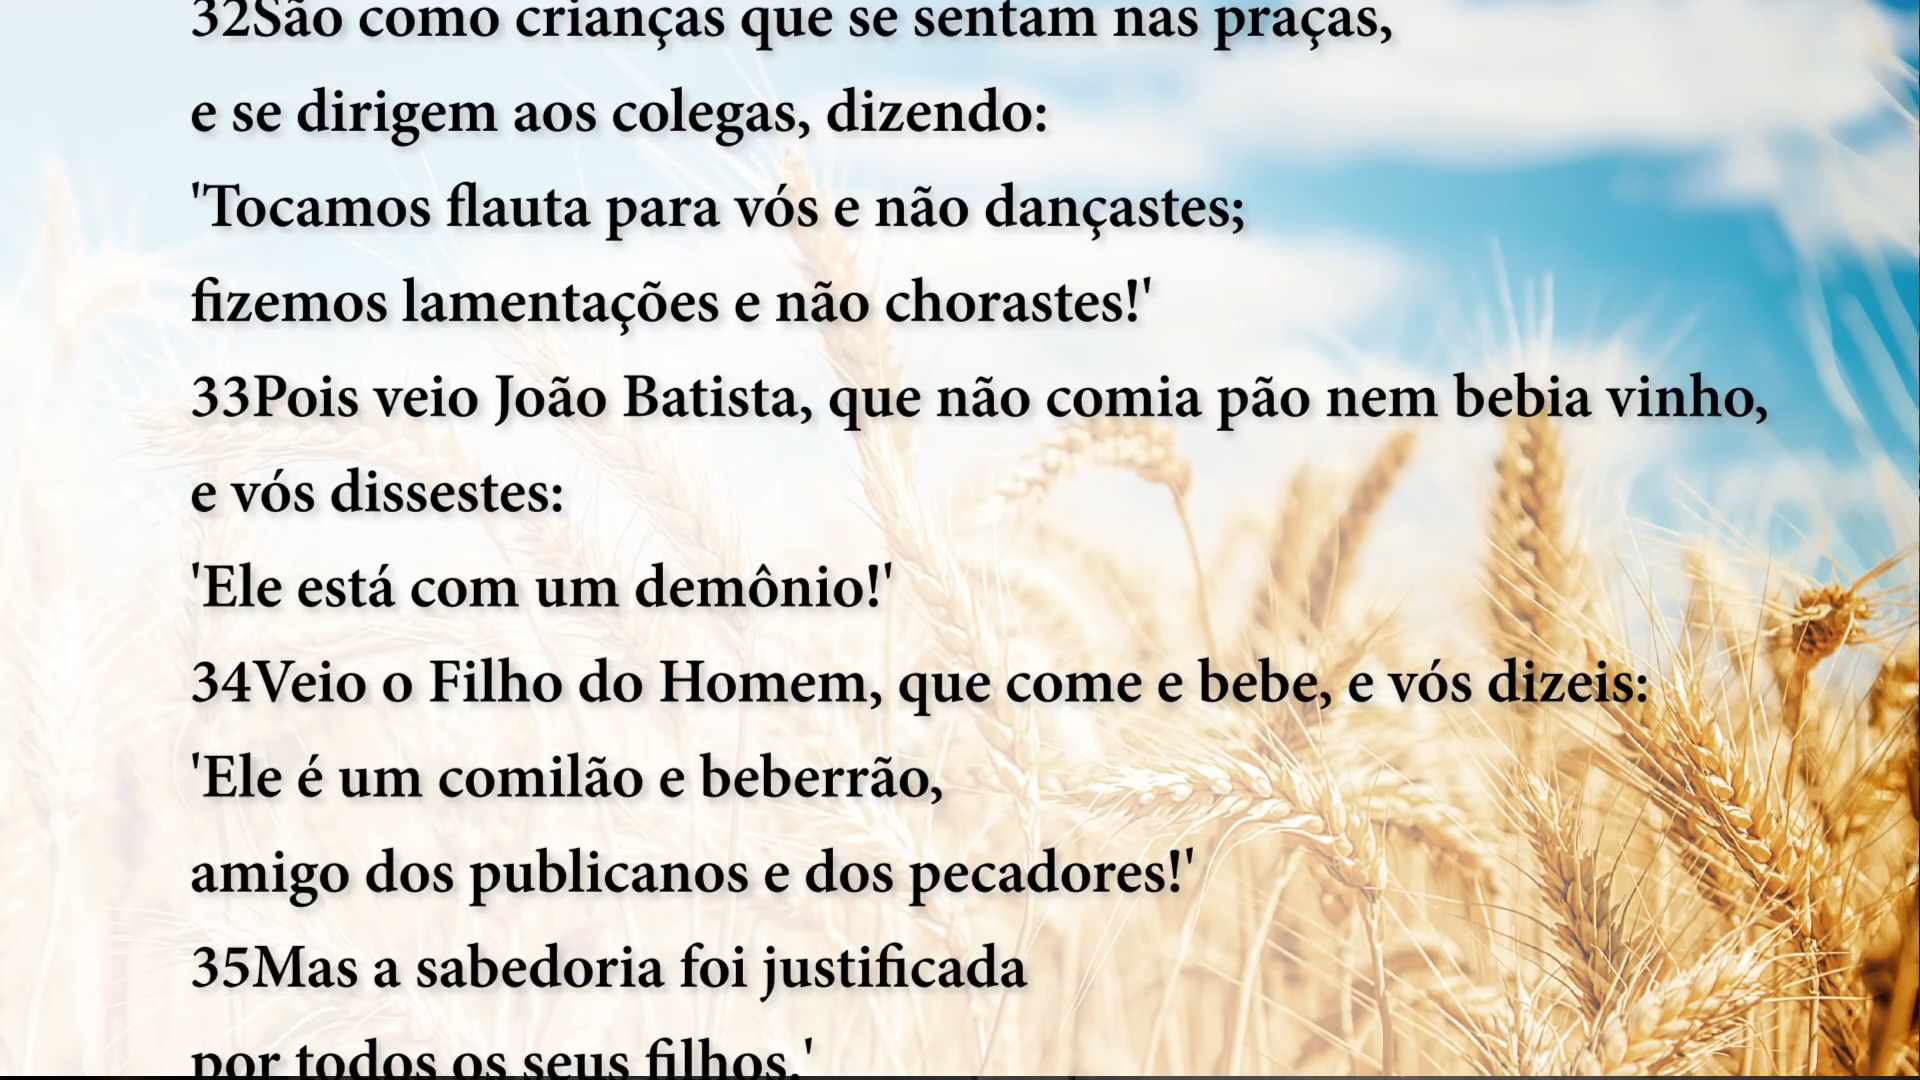 32São como crianças que se sentam nas praças,
e se dirigem aos colegas, dizendo:
'Tocamos flauta para vós e não dançastes;
fizemos lamentações e não chorastes!'
33Pois veio João Batista, que não comia pão nem bebia vinho,
e vós dissestes:
'Ele está com um demônio!'
34Veio o Filho do Homem, que come e bebe, e vós dizeis:
'Ele é um comilão e beberrão,
amigo dos publicanos e dos pecadores!'
35Mas a sabedoria foi justificada
por todos os seus filhos.'